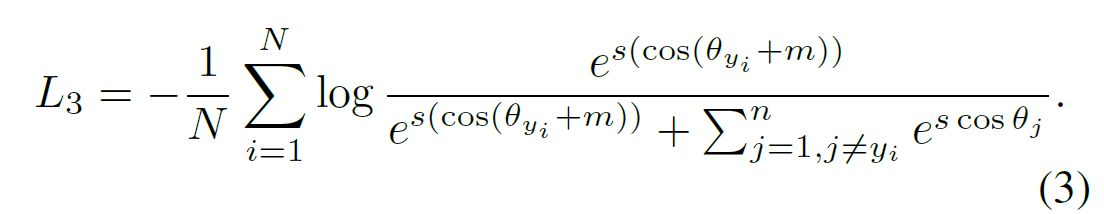 L_3 = -\frac{1}{N} \sum_{i=1}^{N} \log \frac{e^{s(\cos(\theta_{y_i}+m))}}{e^{s(\cos(\theta_{y_i}+m))} + \sum_{j=1, j \neq y_i}^{n} e^{s \cos \theta_j}}.
(3)